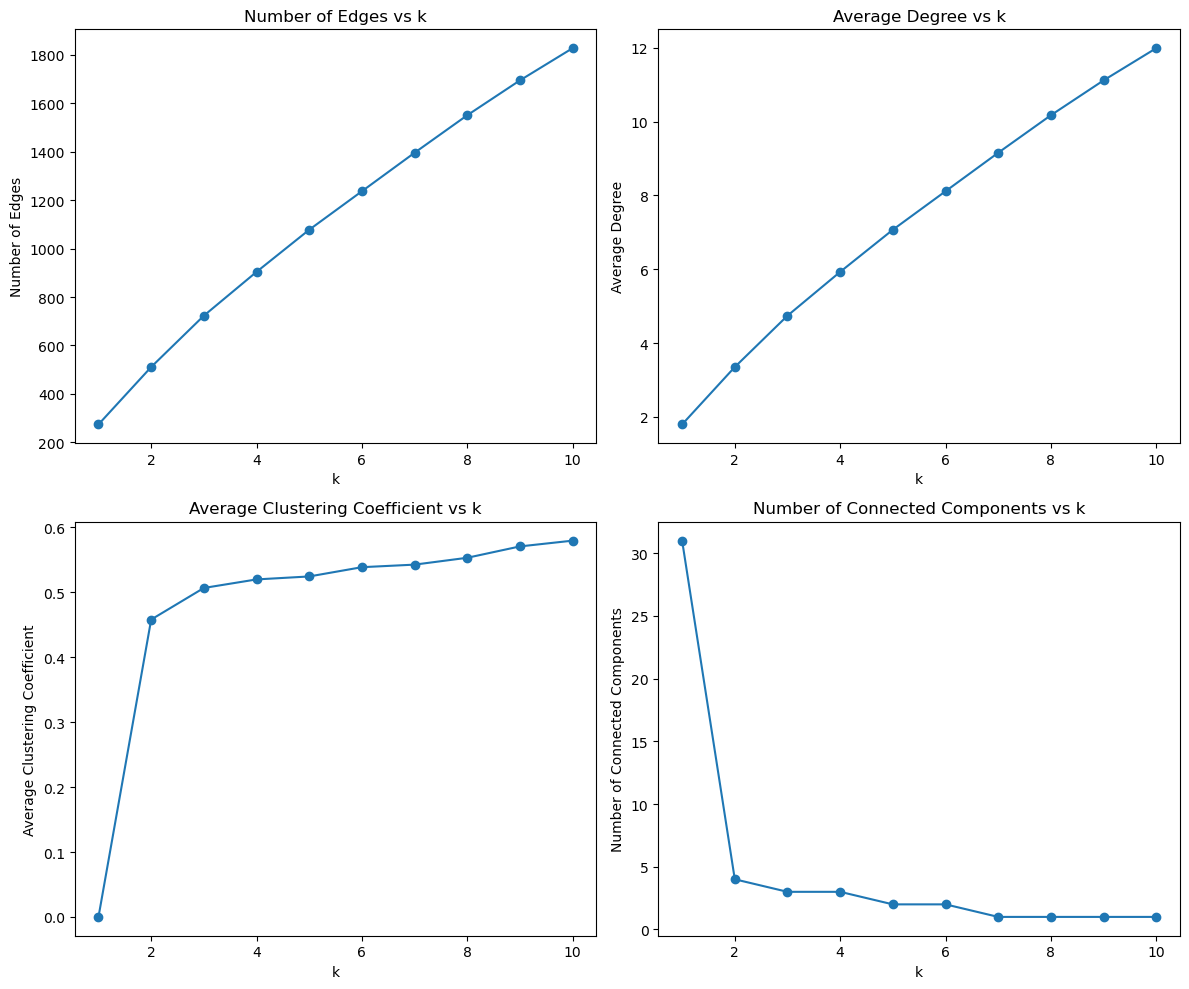 Number of Edges vs k
Number of Edges
1800
1600
1400
1200
1000
800
600
400
200
2 4 6 8 10
k
Average Degree vs k
Average Degree
12
10
8
6
4
2
2 4 6 8 10
k
Average Clustering Coefficient vs k
Average Clustering Coefficient
0.6
0.5
0.4
0.3
0.2
0.1
0.0
2 4 6 8 10
k
Number of Connected Components vs k
Number of Connected Components
30
25
20
15
10
5
0
2 4 6 8 10
k